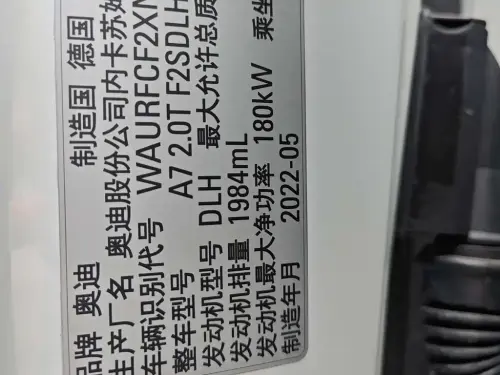 品牌 奥迪 制造国 德国
生产厂名 奥迪股份公司内卡苏
车辆识别代号 WAURFCF2XN
整车型号 A7 2.0T F2SDLH
发动机型号 DLH 最大允许总质
发动机排量 1984mL
发动机最大净功率 180kW 乘坐
制造年月 2022-05